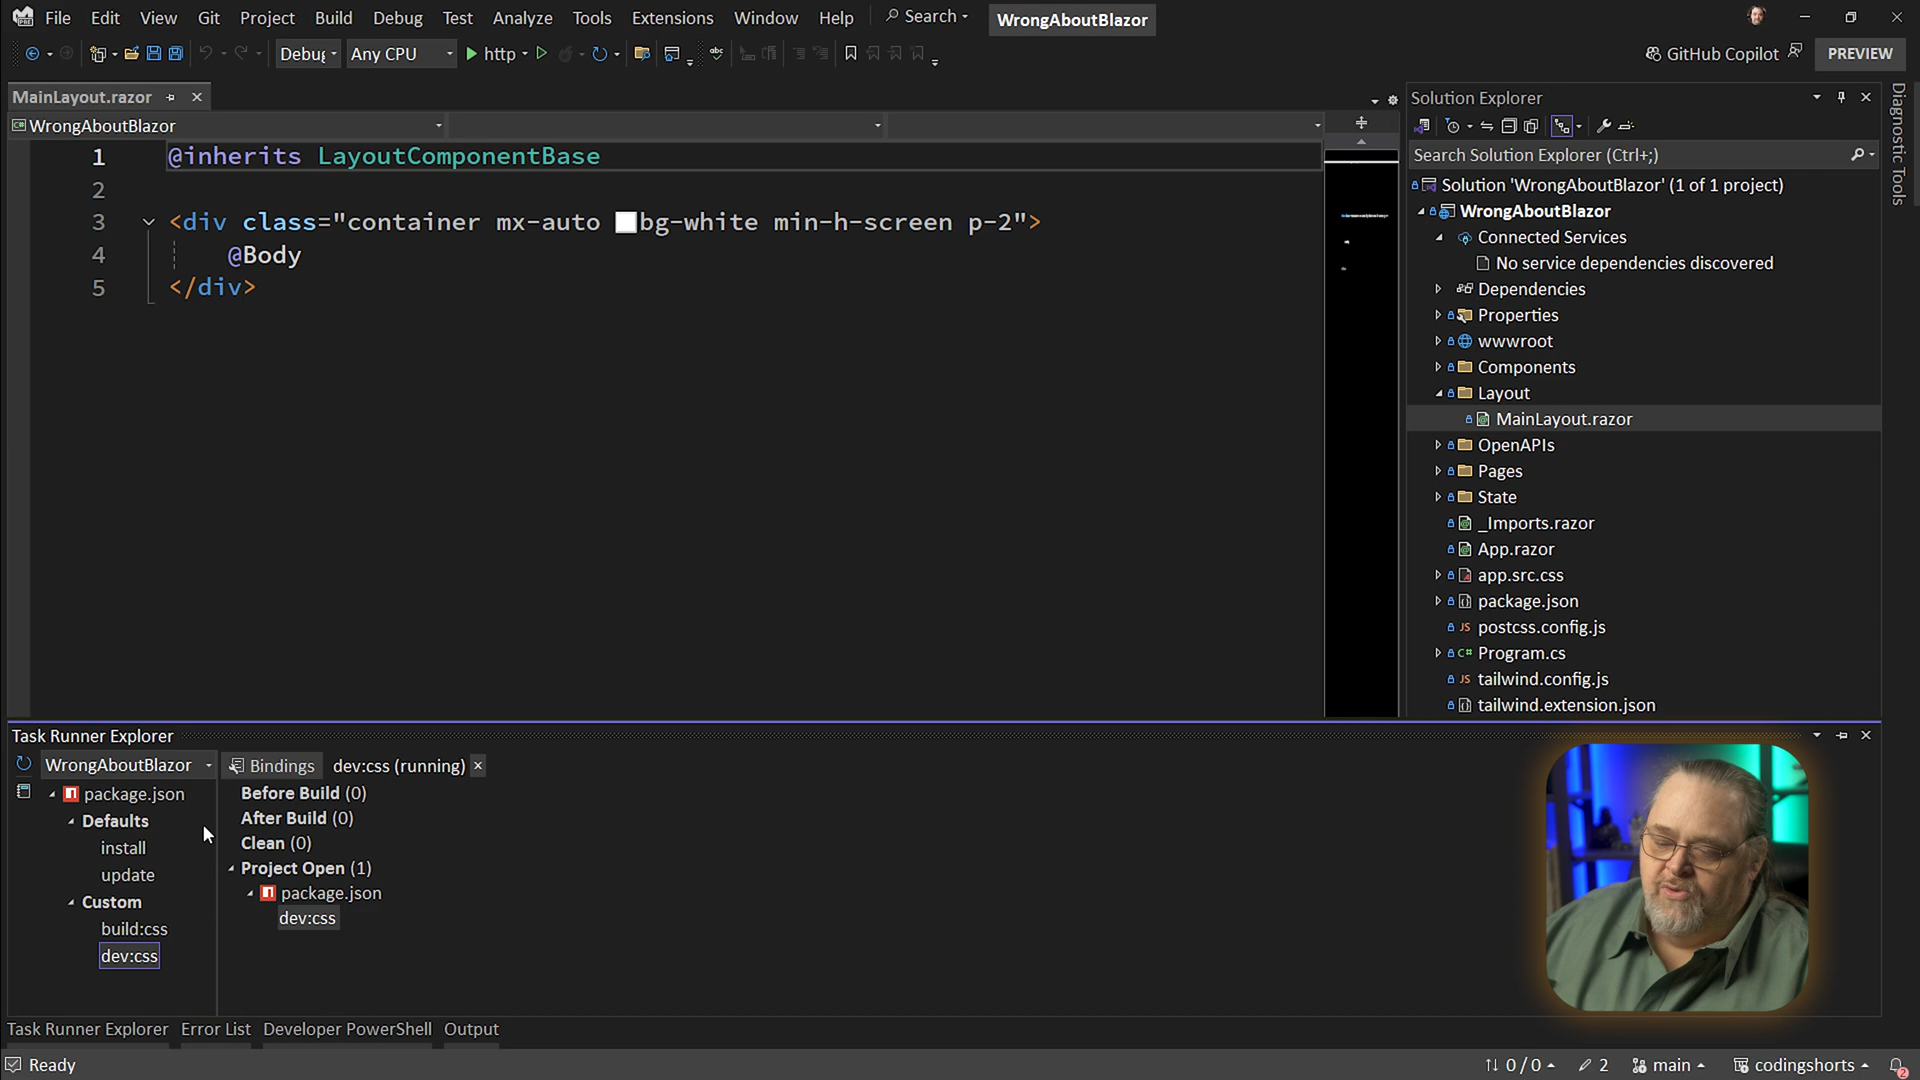 File Edit View Git Project Build Debug Test Analyze Tools Extensions Window Help Search WrongAboutBlazor
Debug Any CPU http GitHub Copilot PREVIEW
MainLayout.razor
WrongAboutBlazor
1 @inherits LayoutComponentBase
2
3 <div class="container mx-auto bg-white min-h-screen p-2">
4 @Body
5 </div>
Solution Explorer
Search Solution Explorer (Ctrl+;)
Solution 'WrongAboutBlazor' (1 of 1 project)
WrongAboutBlazor
Connected Services
No service dependencies discovered
Dependencies
Properties
wwwroot
Components
Layout
MainLayout.razor
OpenAPIs
Pages
State
_Imports.razor
App.razor
app.src.css
package.json
postcss.config.js
Program.cs
tailwind.config.js
tailwind.extension.json
Diagnostic Tools
Task Runner Explorer
WrongAboutBlazor
package.json
Defaults
install
update
Custom
build:css
dev:css
Bindings dev:css (running)
Before Build (0)
After Build (0)
Clean (0)
Project Open (1)
package.json
dev:css
Task Runner Explorer Error List Developer PowerShell Output
Ready 0 / 0 2 main codingshorts 2